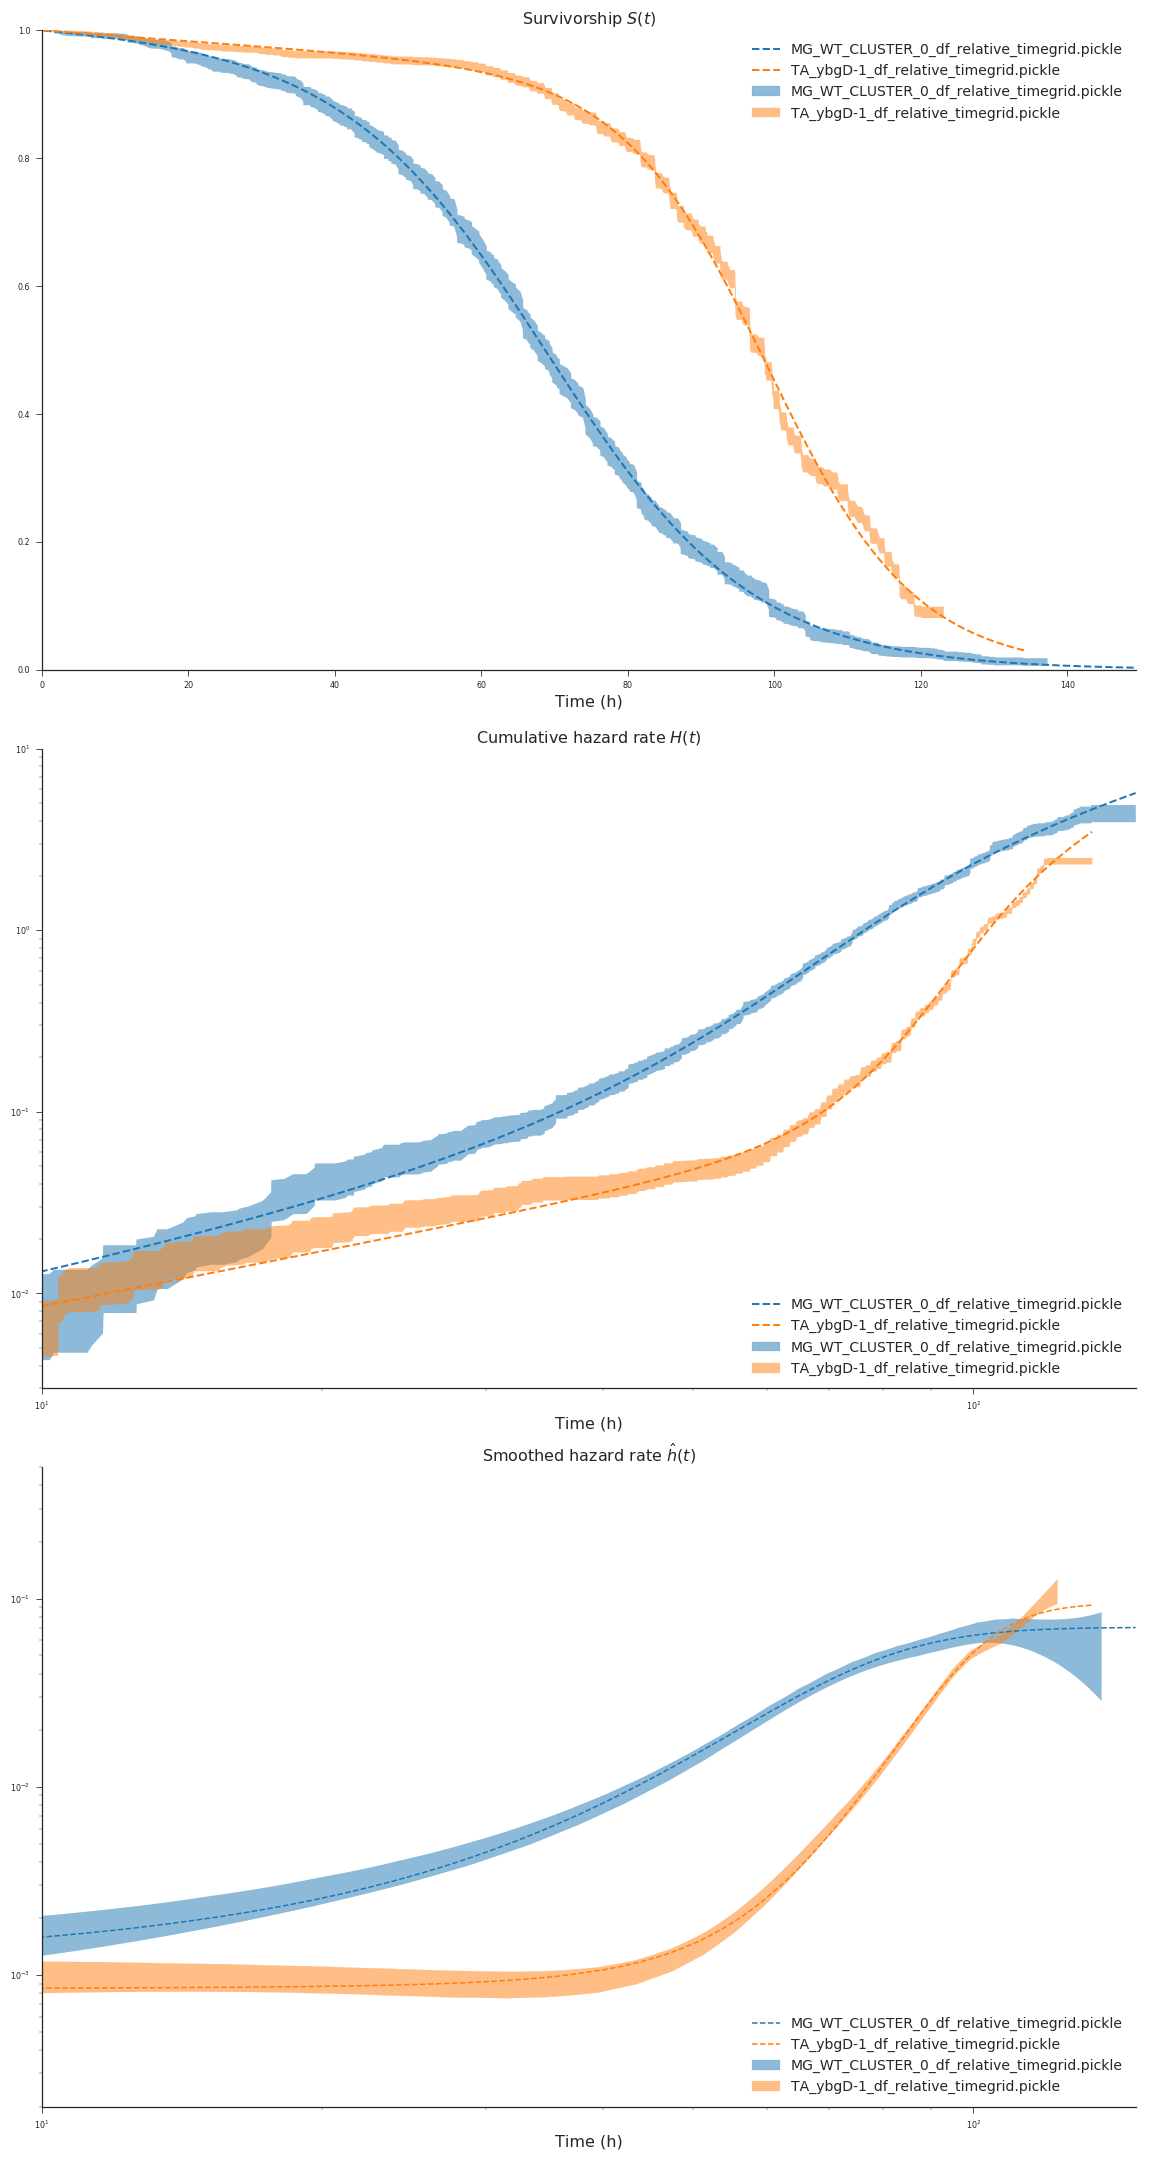 Survivorship S(t)
1.0
0.8
0.6
0.4
0.2
0.0
MG_WT_CLUSTER_0_df_relative_timegrid.pickle
TA_ybgD-1_df_relative_timegrid.pickle
MG_WT_CLUSTER_0_df_relative_timegrid.pickle
TA_ybgD-1_df_relative_timegrid.pickle
0 20 40 60 80 100 120 140
Time (h)
Cumulative hazard rate H(t)
10¹
10⁰
10⁻¹
10⁻²
MG_WT_CLUSTER_0_df_relative_timegrid.pickle
TA_ybgD-1_df_relative_timegrid.pickle
MG_WT_CLUSTER_0_df_relative_timegrid.pickle
TA_ybgD-1_df_relative_timegrid.pickle
10¹ 10²
Time (h)
Smoothed hazard rate ĥ(t)
10⁻¹
10⁻²
10⁻³
MG_WT_CLUSTER_0_df_relative_timegrid.pickle
TA_ybgD-1_df_relative_timegrid.pickle
MG_WT_CLUSTER_0_df_relative_timegrid.pickle
TA_ybgD-1_df_relative_timegrid.pickle
10¹ 10²
Time (h)